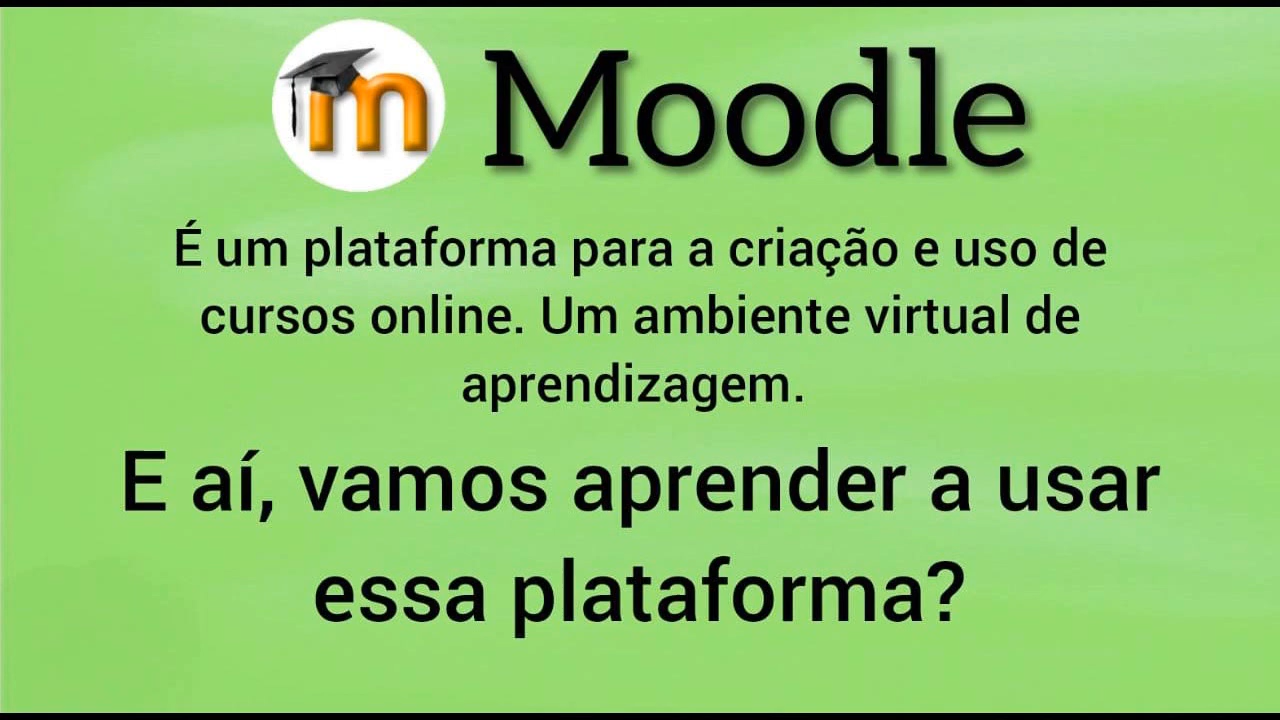 m Moodle
É um plataforma para a criação e uso de
cursos online. Um ambiente virtual de
aprendizagem.
E aí, vamos aprender a usar
essa plataforma?